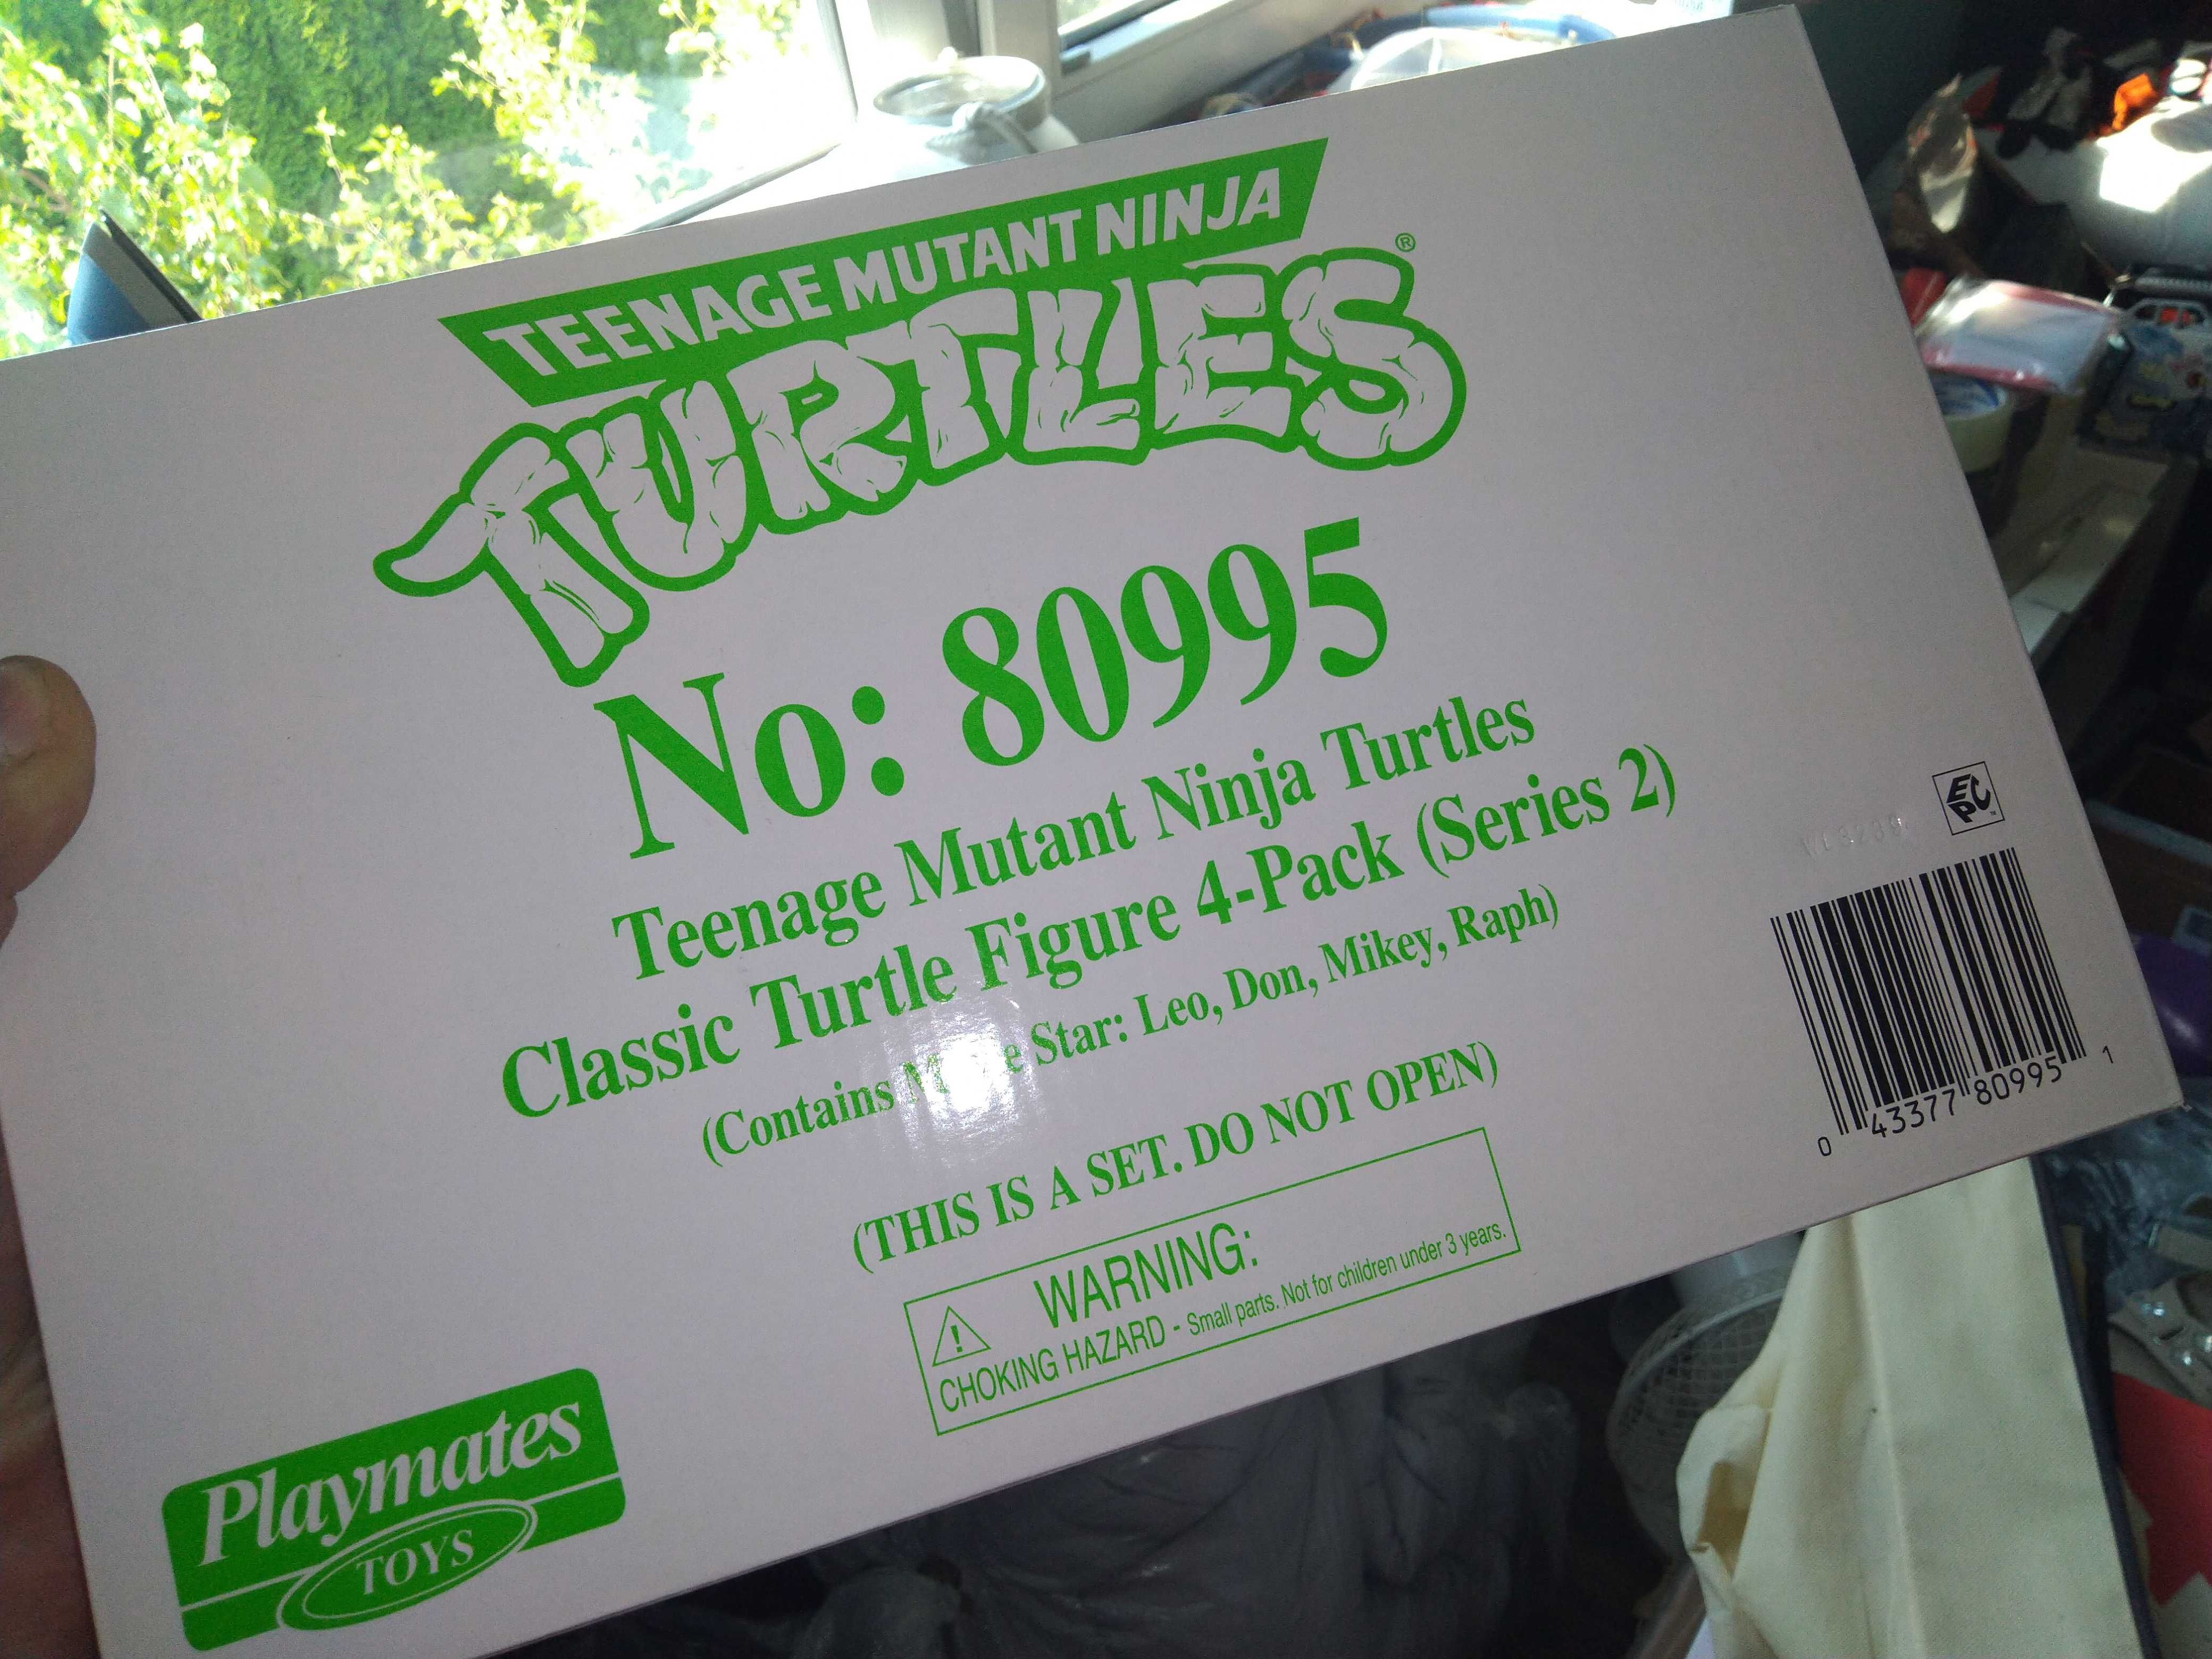 TEENAGE MUTANT NINJA
TURTLES®
No: 80995
Teenage Mutant Ninja Turtles
Classic Turtle Figure 4-Pack (Series 2)
(Contains Star: Leo, Don, Mikey, Raph)
(THIS IS A SET. DO NOT OPEN)
WARNING:
CHOKING HAZARD - Small parts. Not for children under 3 years.
EPC™
0 43377 80995 1
Playmates
TOYS